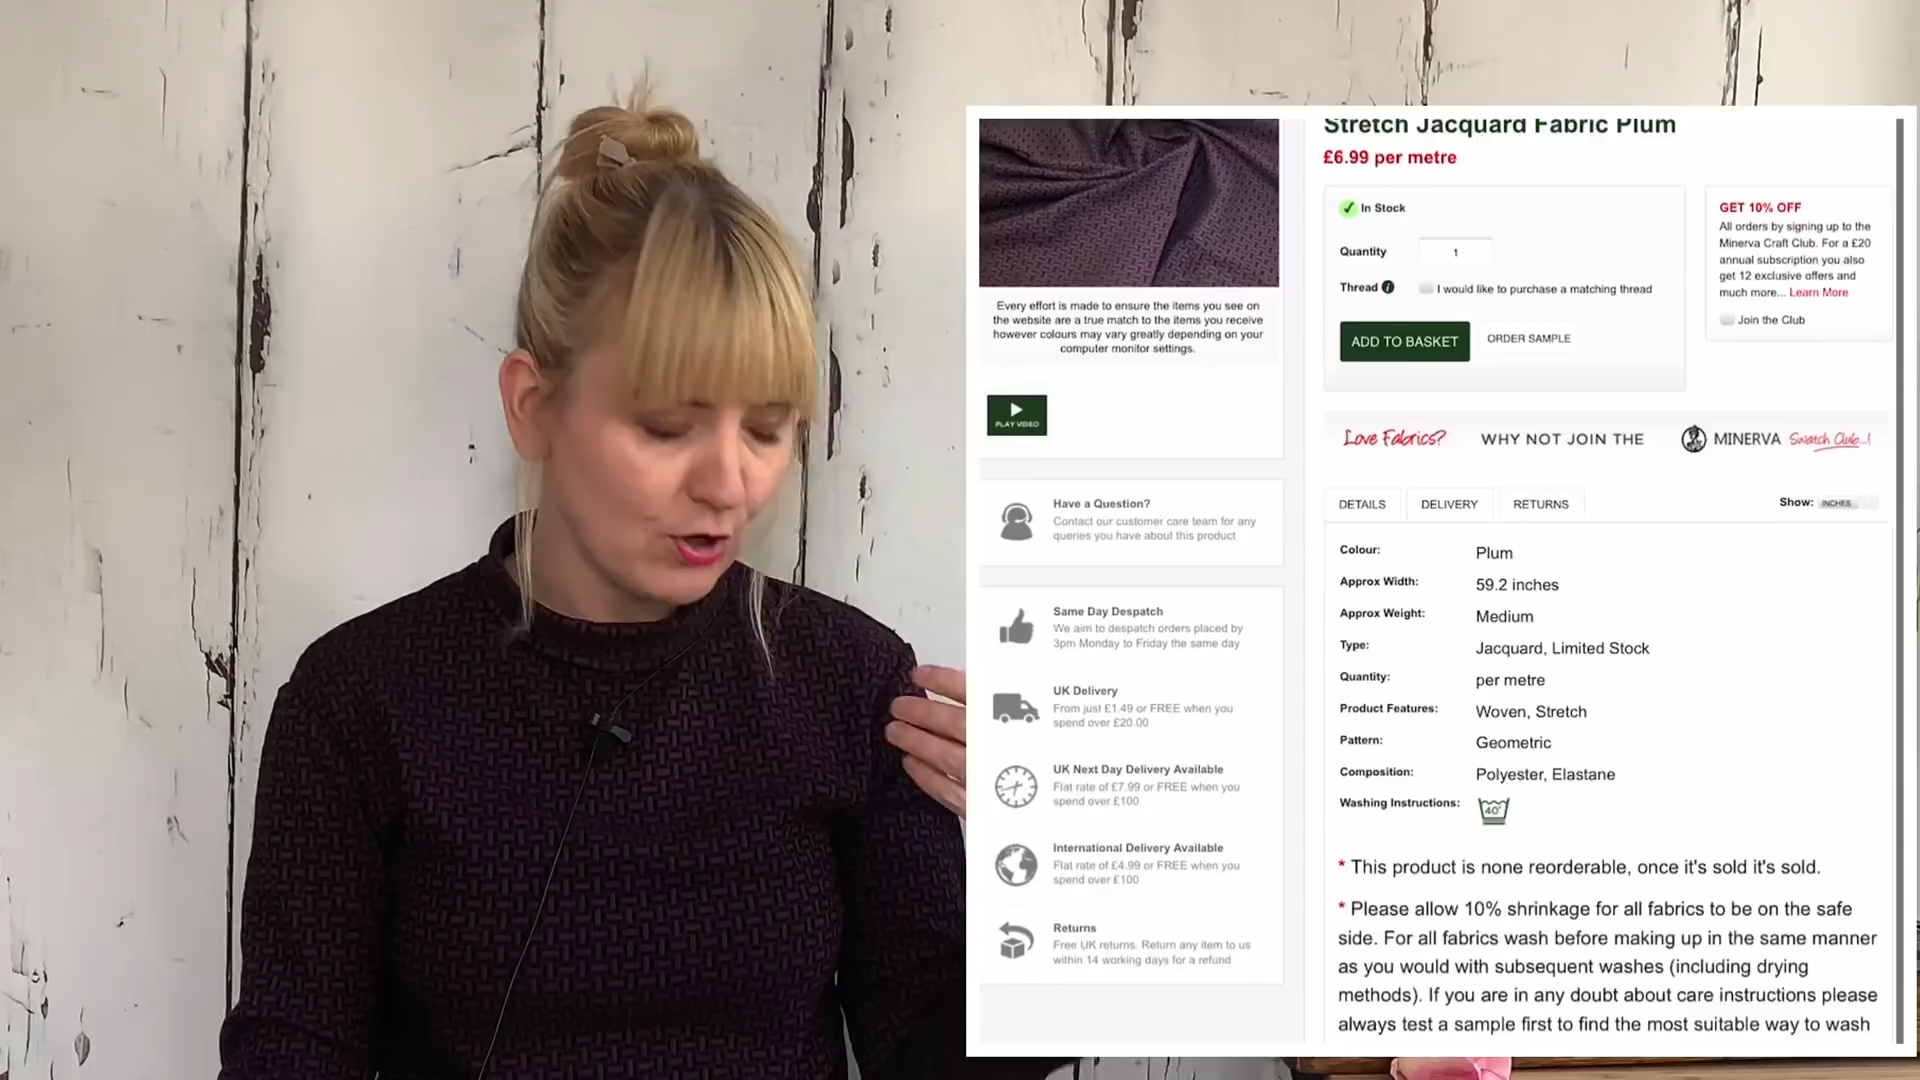 Stretch Jacquard Fabric Plum
£6.99 per metre
In Stock
Quantity 1
Thread i I would like to purchase a matching thread
ADD TO BASKET ORDER SAMPLE
GET 10% OFF
All orders by signing up to the
Minerva Craft Club. For a £20
annual subscription you also
get 12 exclusive offers and
much more... Learn More
Join the Club
Every effort is made to ensure the items you see on
the website are a true match to the items you receive
however colours may vary greatly depending on your
computer monitor settings.
PLAY VIDEO
Love Fabrics? WHY NOT JOIN THE MINERVA Swatch Club...!
Have a Question?
Contact our customer care team for any
queries you have about this product
Same Day Despatch
We aim to despatch orders placed by
3pm Monday to Friday the same day
UK Delivery
From just £1.49 or FREE when you
spend over £20.00
UK Next Day Delivery Available
Flat rate of £7.99 or FREE when you
spend over £100
International Delivery Available
Flat rate of £4.99 or FREE when you
spend over £100
Returns
Free UK returns. Return any item to us
within 14 working days for a refund
DETAILS DELIVERY RETURNS Show: INCHES
Colour: Plum
Approx Width: 59.2 inches
Approx Weight: Medium
Type: Jacquard, Limited Stock
Quantity: per metre
Product Features: Woven, Stretch
Pattern: Geometric
Composition: Polyester, Elastane
Washing Instructions: 40°
* This product is none reorderable, once it's sold it's sold.
* Please allow 10% shrinkage for all fabrics to be on the safe
side. For all fabrics wash before making up in the same manner
as you would with subsequent washes (including drying
methods). If you are in any doubt about care instructions please
always test a sample first to find the most suitable way to wash